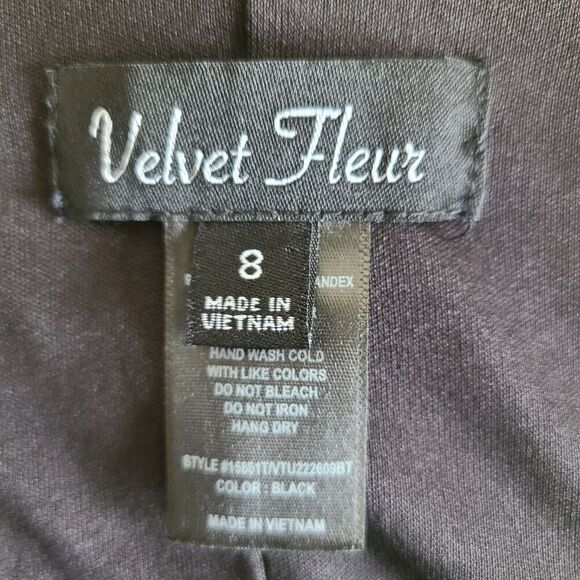 Velvet Fleur
8
MADE IN
VIETNAM
ANDEX
HAND WASH COLD
WITH LIKE COLORS
DO NOT BLEACH
DO NOT IRON
HANG DRY
COLOR : BLACK
MADE IN VIETNAM